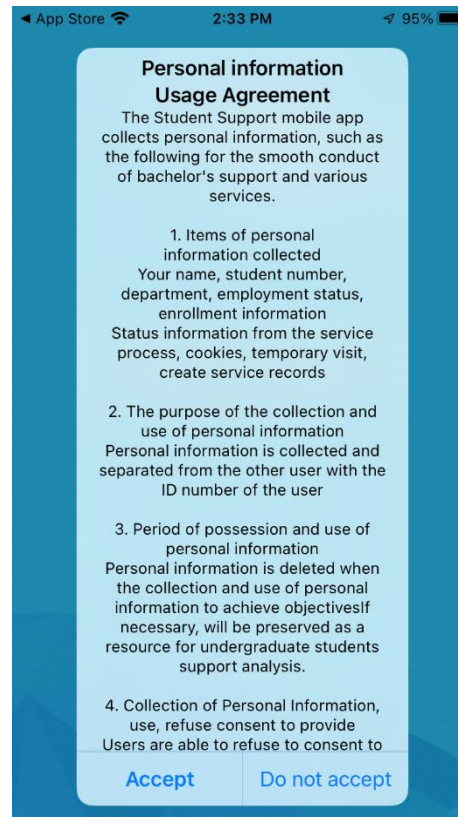 ◀ App Store 2:33 PM 95%
Personal information
Usage Agreement
The Student Support mobile app
collects personal information, such as
the following for the smooth conduct
of bachelor's support and various
services.
1. Items of personal
information collected
Your name, student number,
department, employment status,
enrollment information
Status information from the service
process, cookies, temporary visit,
create service records
2. The purpose of the collection and
use of personal information
Personal information is collected and
separated from the other user with the
ID number of the user
3. Period of possession and use of
personal information
Personal information is deleted when
the collection and use of personal
information to achieve objectivesIf
necessary, will be preserved as a
resource for undergraduate students
support analysis.
4. Collection of Personal Information,
use, refuse consent to provide
Users are able to refuse to consent to
Accept Do not accept